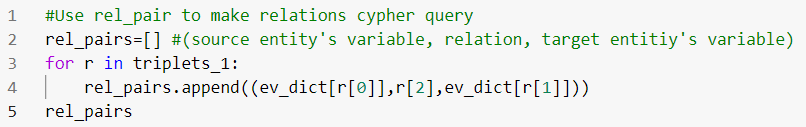 1 #Use rel_pair to make relations cypher query
2 rel_pairs=[] #(source entity's variable, relation, target entitiy's variable)
3 for r in triplets_1:
4     rel_pairs.append((ev_dict[r[0]],r[2],ev_dict[r[1]]))
5 rel_pairs